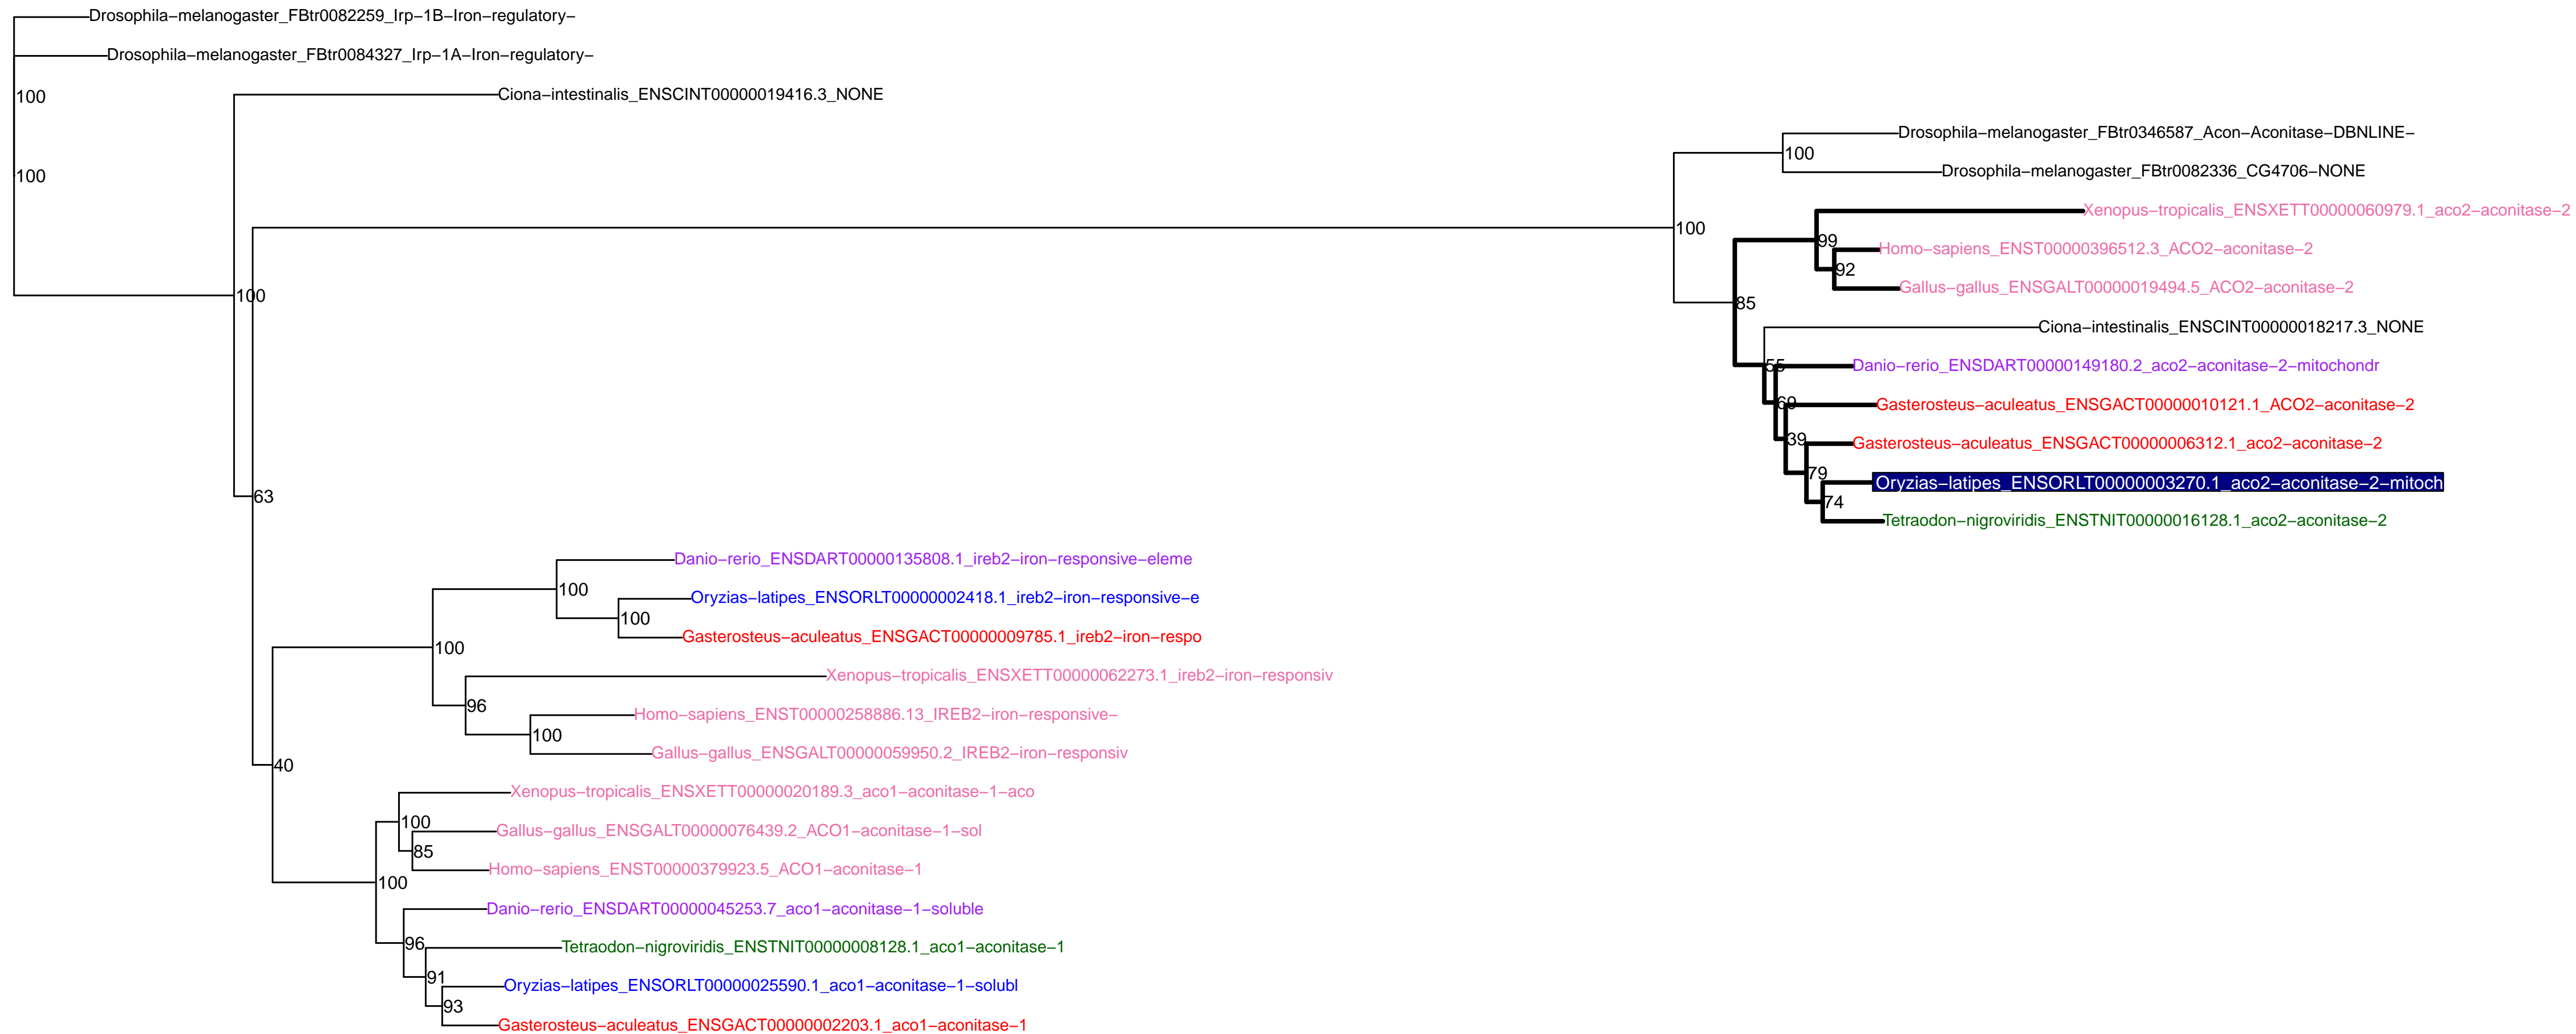 Drosophila−melanogaster_FBtr0082259_Irp−1B−Iron−regulatory−
Drosophila−melanogaster_FBtr0084327_Irp−1A−Iron−regulatory−
100
Ciona−intestinalis_ENSCINT00000019416.3_NONE
Drosophila−melanogaster_FBtr0346587_Acon−Aconitase−DBNLINE−
100
Drosophila−melanogaster_FBtr0082336_CG4706−NONE
100
Xenopus−tropicalis_ENSXETT00000060979.1_aco2−aconitase−2
100
99
Homo−sapiens_ENST00000396512.3_ACO2−aconitase−2
92
Gallus−gallus_ENSGALT00000019494.5_ACO2−aconitase−2
100
85
Ciona−intestinalis_ENSCINT00000018217.3_NONE
55
Danio−rerio_ENSDART00000149180.2_aco2−aconitase−2−mitochondr
69
Gasterosteus−aculeatus_ENSGACT00000010121.1_ACO2−aconitase−2
39
Gasterosteus−aculeatus_ENSGACT00000006312.1_aco2−aconitase−2
79
Oryzias−latipes_ENSORLT00000003270.1_aco2−aconitase−2−mitoch
63
74
Tetraodon−nigroviridis_ENSTNIT00000016128.1_aco2−aconitase−2
Danio−rerio_ENSDART00000135808.1_ireb2−iron−responsive−eleme
100
Oryzias−latipes_ENSORLT00000002418.1_ireb2−iron−responsive−e
100
Gasterosteus−aculeatus_ENSGACT00000009785.1_ireb2−iron−respo
100
Xenopus−tropicalis_ENSXETT00000062273.1_ireb2−iron−responsiv
96
Homo−sapiens_ENST00000258886.13_IREB2−iron−responsive−
100
Gallus−gallus_ENSGALT00000059950.2_IREB2−iron−responsiv
40
Xenopus−tropicalis_ENSXETT00000020189.3_aco1−aconitase−1−aco
100
Gallus−gallus_ENSGALT00000076439.2_ACO1−aconitase−1−sol
85
Homo−sapiens_ENST00000379923.5_ACO1−aconitase−1
100
Danio−rerio_ENSDART00000045253.7_aco1−aconitase−1−soluble
96
Tetraodon−nigroviridis_ENSTNIT00000008128.1_aco1−aconitase−1
91
Oryzias−latipes_ENSORLT00000025590.1_aco1−aconitase−1−solubl
93
Gasterosteus−aculeatus_ENSGACT00000002203.1_aco1−aconitase−1